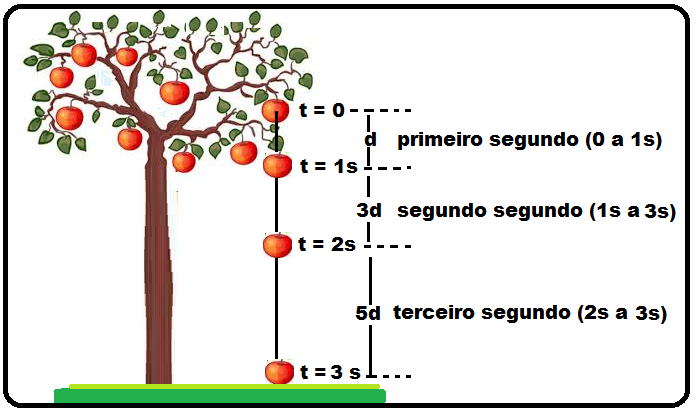 t = 0
d primeiro segundo (0 a 1s)
t = 1s
3d segundo segundo (1s a 3s)
t = 2s
5d terceiro segundo (2s a 3s)
t = 3 s